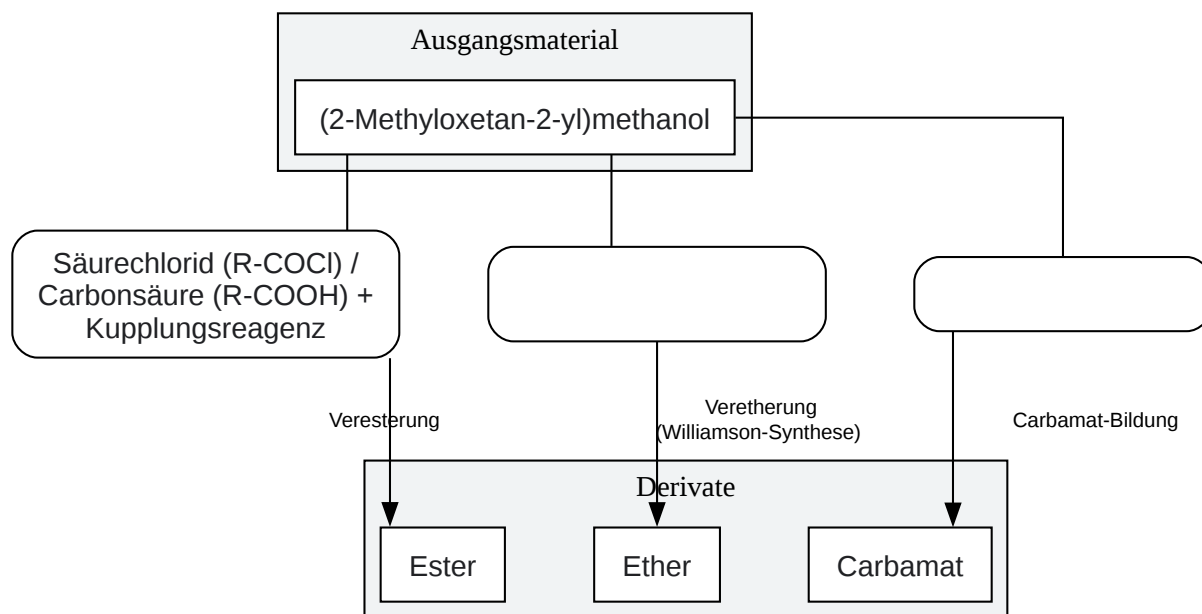 Ausgangsmaterial
(2-Methyloxetan-2-yl)methanol
Säurechlorid (R-COCl) /
Carbonsäure (R-COOH) +
Kupplungsreagenz
Veresterung
Veretherung
(Williamson-Synthese)
Carbamat-Bildung
Derivate
Ester
Ether
Carbamat